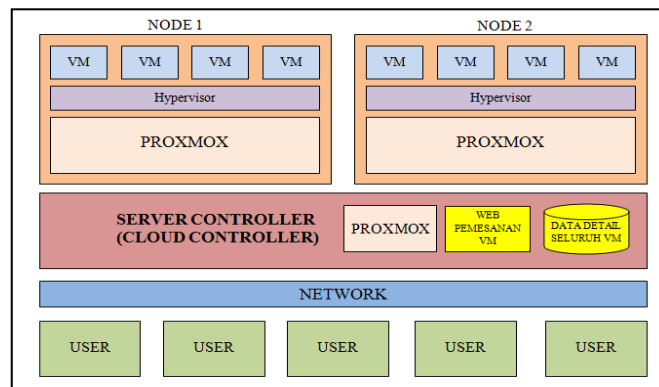 NODE 1
NODE 2
VM
VM
VM
VM
VM
VM
VM
VM
Hypervisor
Hypervisor
PROXMOX
PROXMOX
SERVER CONTROLLER
(CLOUD CONTROLLER)
PROXMOX
WEB
PEMESANAN
VM
DATA DETAIL
SELURUH VM
NETWORK
USER
USER
USER
USER
USER